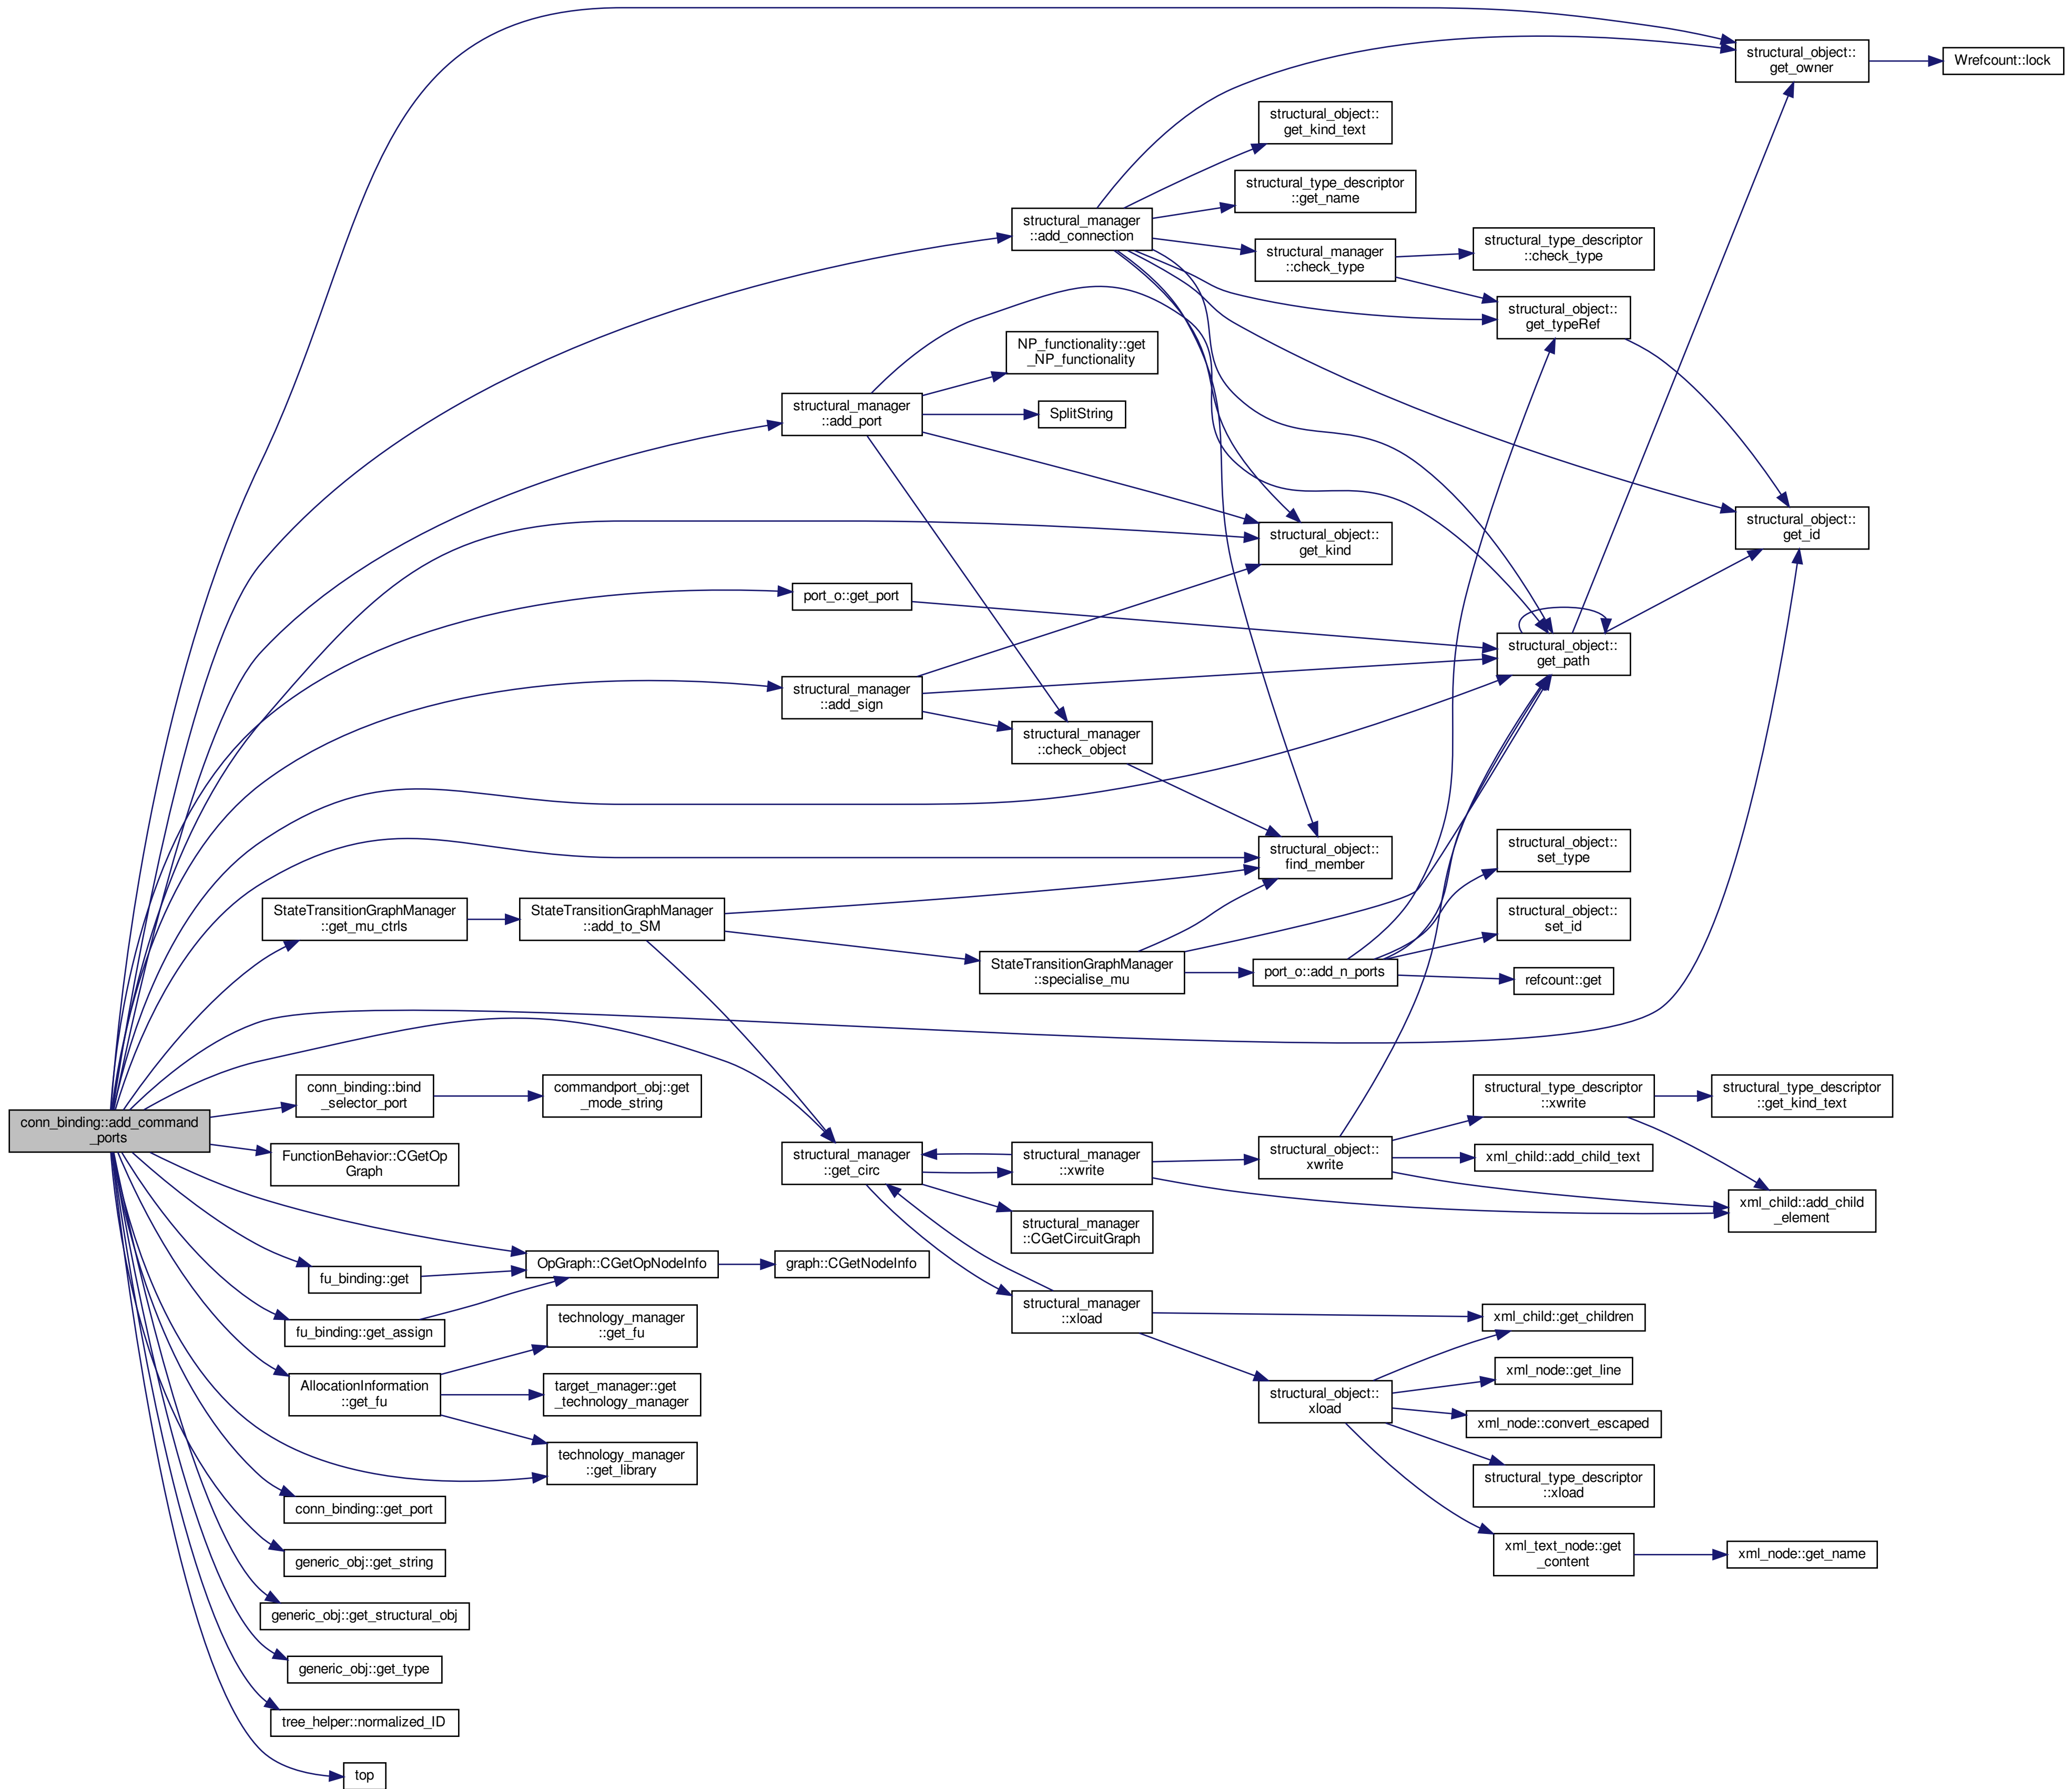 structural_object::
get_owner
Wrefcount::lock
structural_object::
get_kind_text
structural_type_descriptor
::get_name
structural_manager
::add_connection
structural_manager
::check_type
structural_type_descriptor
::check_type
structural_object::
get_typeRef
NP_functionality::get
_NP_functionality
structural_manager
::add_port
SplitString
structural_object::
get_kind
structural_object::
get_id
port_o::get_port
structural_object::
get_path
structural_manager
::add_sign
structural_manager
::check_object
structural_object::
find_member
structural_object::
set_type
StateTransitionGraphManager
::get_mu_ctrls
StateTransitionGraphManager
::add_to_SM
structural_object::
set_id
StateTransitionGraphManager
::specialise_mu
port_o::add_n_ports
refcount::get
conn_binding::add_command
_ports
conn_binding::bind
_selector_port
commandport_obj::get
_mode_string
structural_type_descriptor
::xwrite
structural_type_descriptor
::get_kind_text
FunctionBehavior::CGetOp
Graph
structural_manager
::get_circ
structural_manager
::xwrite
structural_object::
xwrite
xml_child::add_child_text
xml_child::add_child
_element
structural_manager
::CGetCircuitGraph
OpGraph::CGetOpNodeInfo
graph::CGetNodeInfo
fu_binding::get
structural_manager
::xload
xml_child::get_children
fu_binding::get_assign
technology_manager
::get_fu
xml_node::get_line
AllocationInformation
::get_fu
target_manager::get
_technology_manager
structural_object::
xload
xml_node::convert_escaped
technology_manager
::get_library
structural_type_descriptor
::xload
conn_binding::get_port
xml_text_node::get
_content
xml_node::get_name
generic_obj::get_string
generic_obj::get_structural_obj
generic_obj::get_type
tree_helper::normalized_ID
top